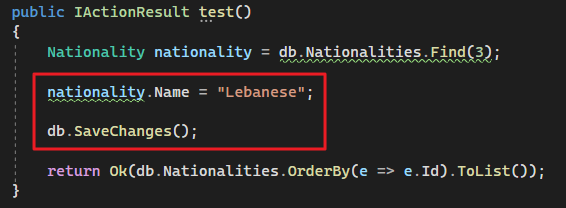 public IActionResult test()
{
Nationality nationality = db.Nationalities.Find(3);
nationality.Name = "Lebanese";
db.SaveChanges();
return Ok(db.Nationalities.OrderBy(e => e.Id).ToList());
}